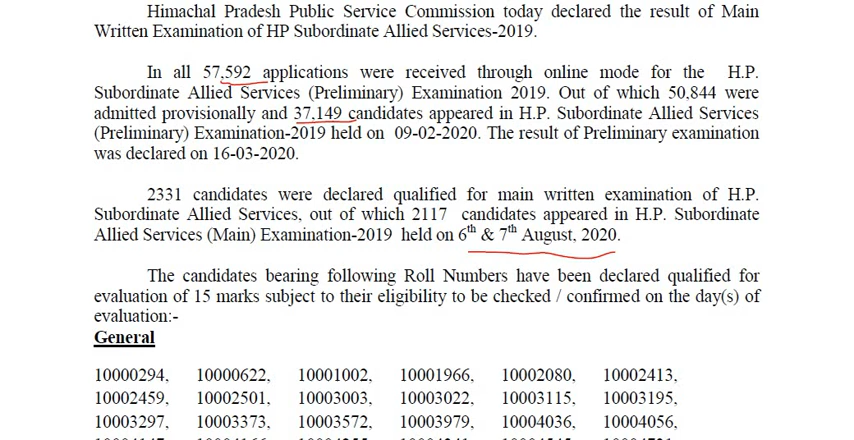 Himachal Pradesh Public Service Commission today declared the result of Main
Written Examination of HP Subordinate Allied Services-2019.
In all 57,592 applications were received through online mode for the H.P.
Subordinate Allied Services (Preliminary) Examination 2019. Out of which 50,844 were
admitted provisionally and 37,149 candidates appeared in H.P. Subordinate Allied Services
(Preliminary) Examination-2019 held on 09-02-2020. The result of Preliminary examination
was declared on 16-03-2020.
2331 candidates were declared qualified for main written examination of H.P.
Subordinate Allied Services, out of which 2117 candidates appeared in H.P. Subordinate
Allied Services (Main) Examination-2019 held on 6th & 7th August, 2020.
The candidates bearing following Roll Numbers have been declared qualified for
evaluation of 15 marks subject to their eligibility to be checked / confirmed on the day(s) of
evaluation:-
General
10000294, 10000622, 10001002, 10001966, 10002080, 10002413,
10002459, 10002501, 10003003, 10003022, 10003115, 10003195,
10003297, 10003373, 10003572, 10003979, 10004036, 10004056,